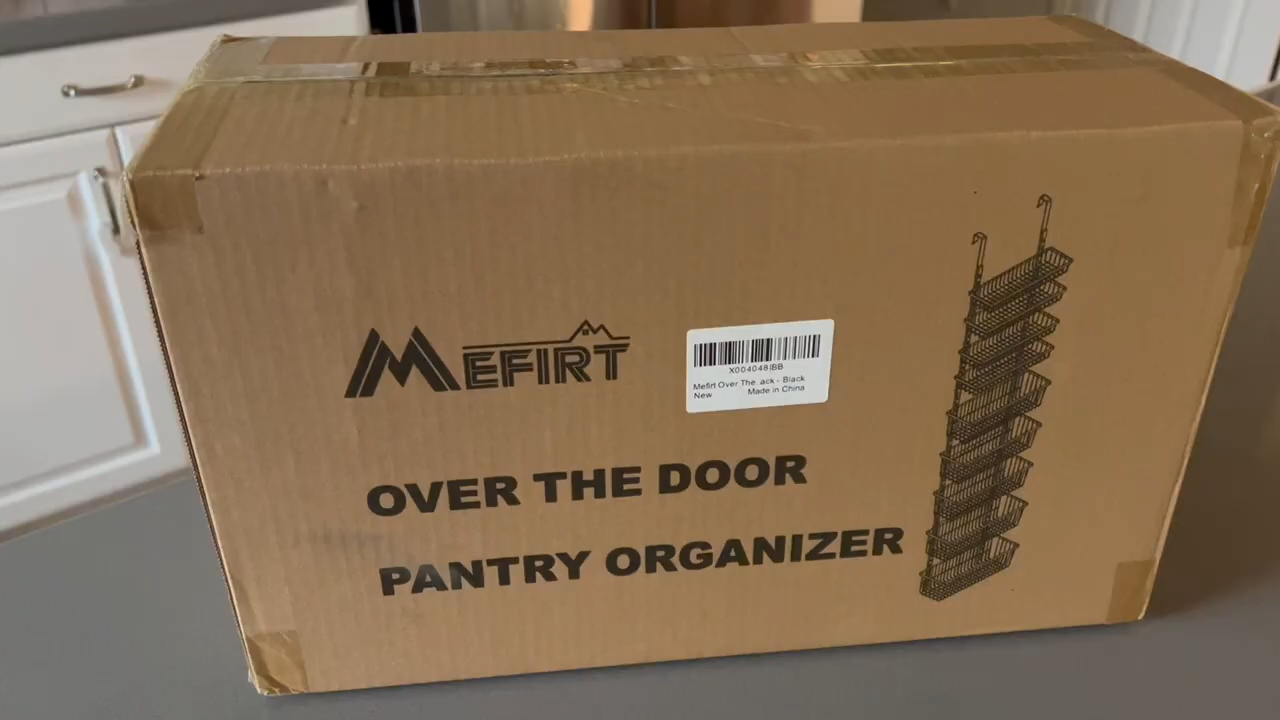 MEFIRT
X004048IBB
Mefirt Over The..ack - Black
New Made in China
OVER THE DOOR
PANTRY ORGANIZER